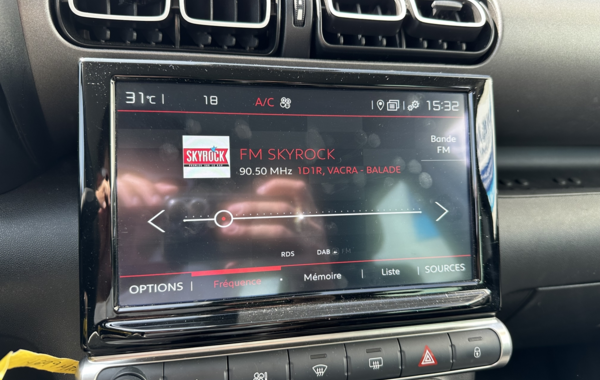 31°C 18 A/C 15:32
SKYROCK
FM SKYROCK
90.50 MHz 1D1R, VACRA - BALADE
Bande
FM
RDS DAB FM
OPTIONS Fréquence Mémoire Liste SOURCES